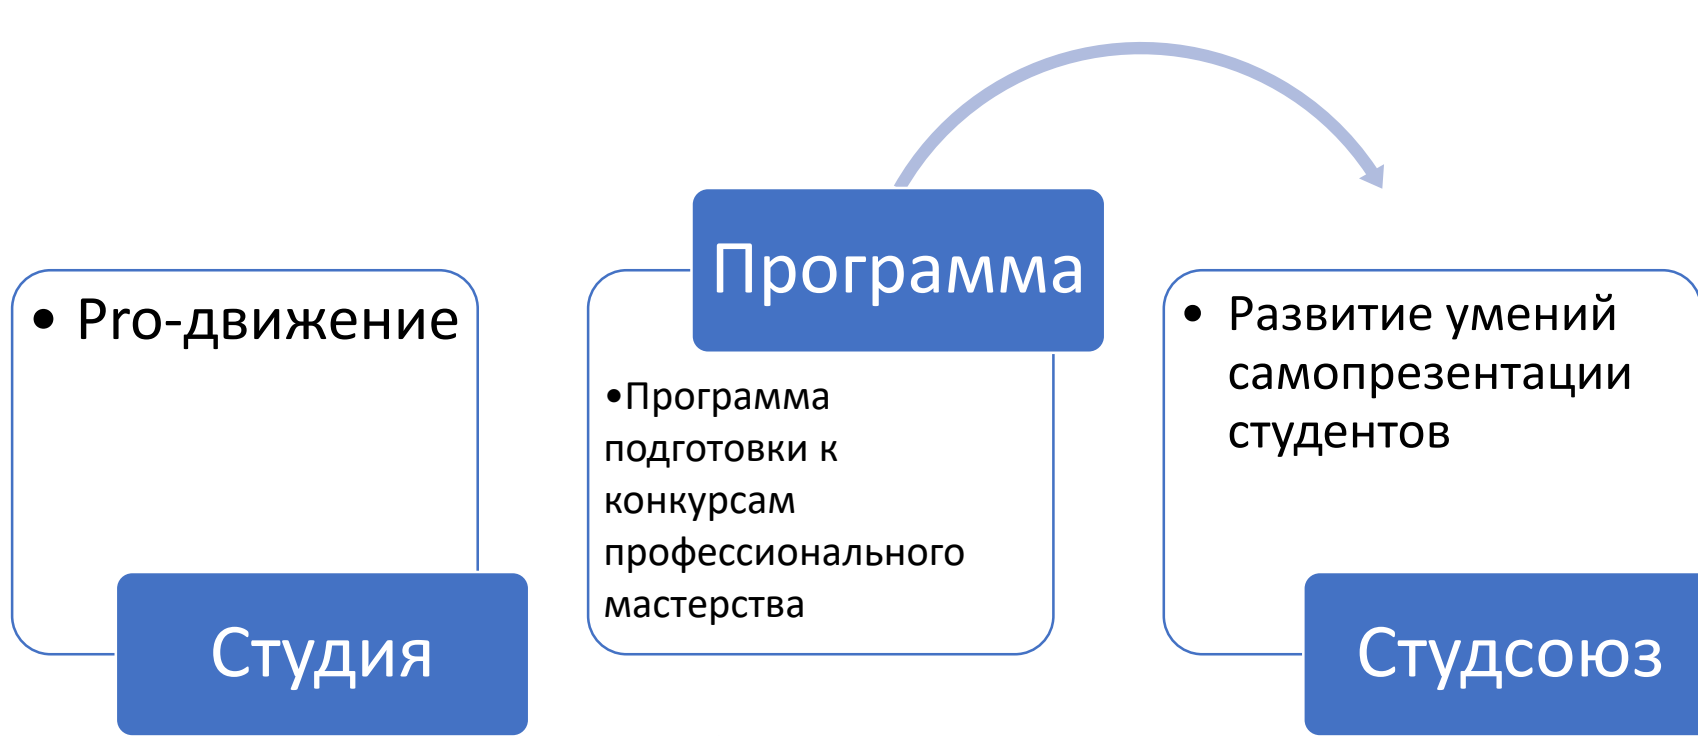 • Pro-движение
Студия
Программа
•Программа
подготовки к
конкурсам
профессионального
мастерства
• Развитие умений
самопрезентации
студентов
Студсоюз